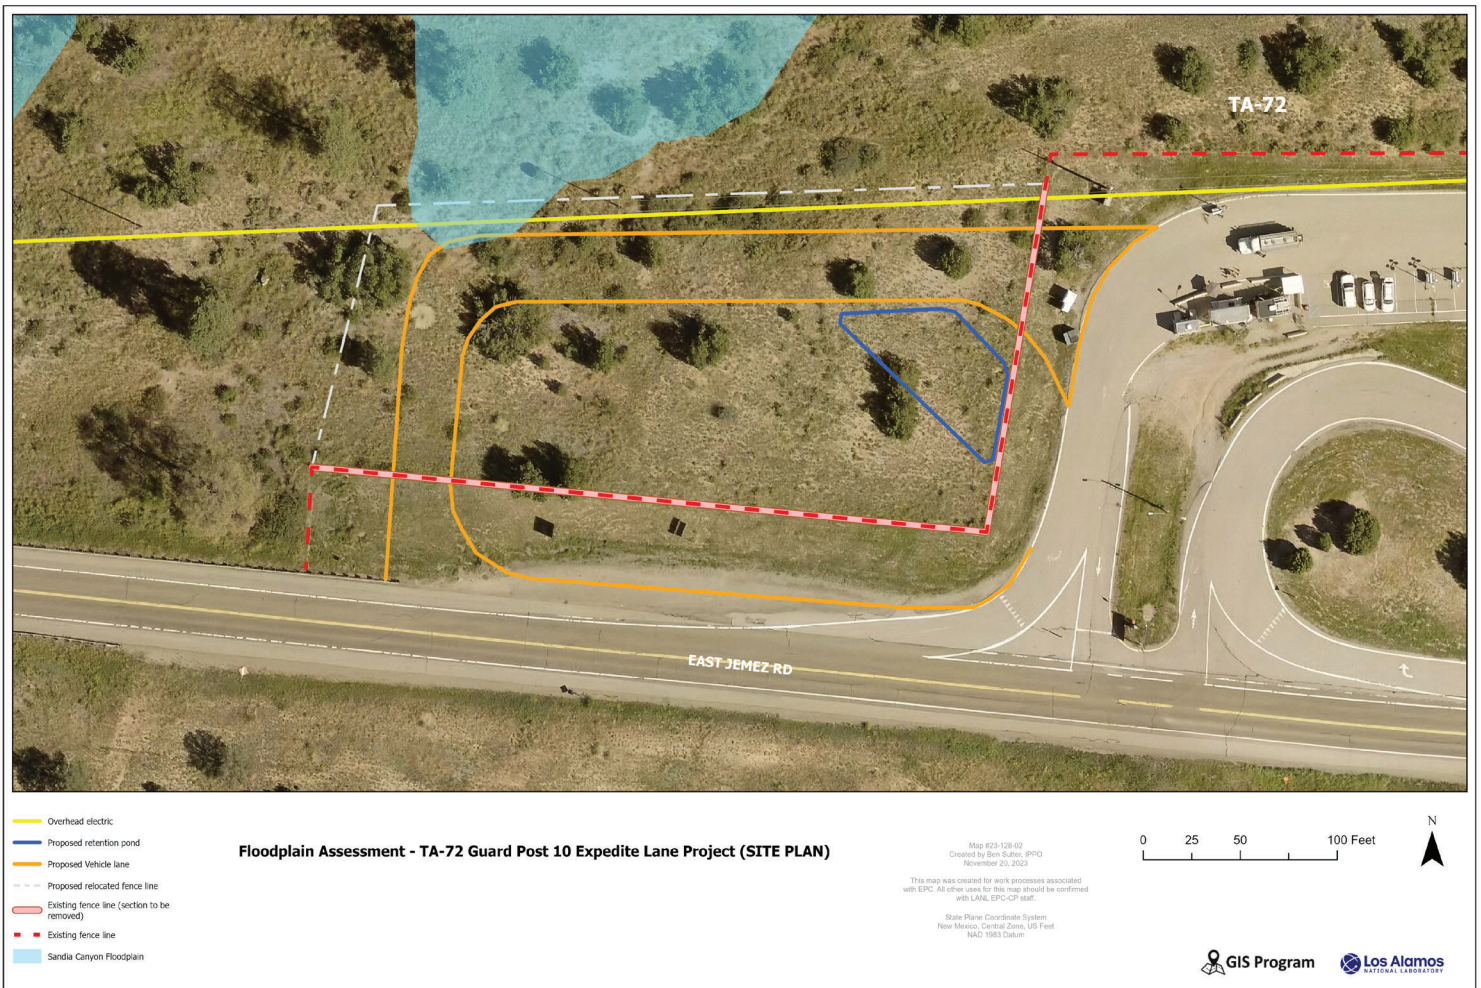 TA-72
EAST JEMEZ RD
Overhead electric
Proposed retention pond
Proposed Vehicle lane
Proposed relocated fence line
Existing fence line (section to be
removed)
Existing fence line
Sandia Canyon Floodplain
Floodplain Assessment - TA-72 Guard Post 10 Expedite Lane Project (SITE PLAN)
Map #23-126-02
Created by Ben Sutter, IPPO
November 20, 2023
This map was created for work processes associated
with EPC. All other uses for this map should be confirmed
with LANL EPC-CP staff.
State Plane Coordinate System
New Mexico, Central Zone, US Feet
NAD 1983 Datum
0 25 50 100 Feet
N
GIS Program
Los Alamos
NATIONAL LABORATORY